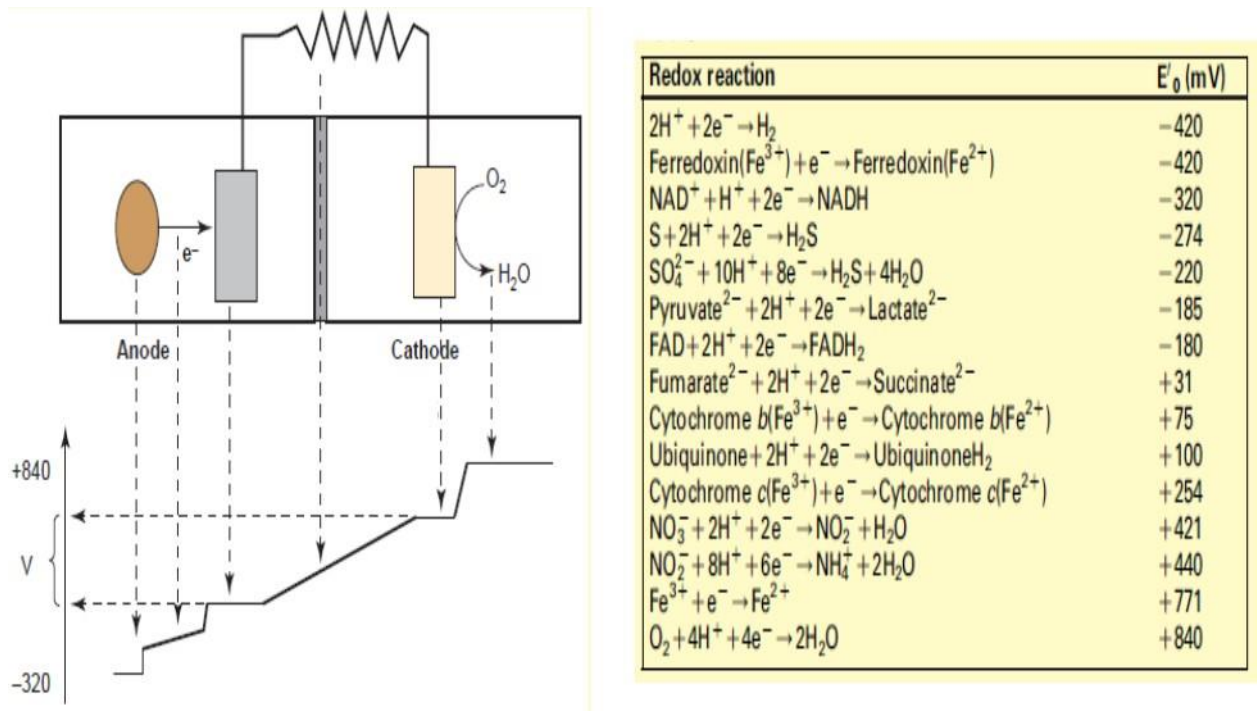 O₂
e-
H₂O
Anode
Cathode
+840
V
−320
Redox reaction E′₀ (mV)
2H⁺ +2e⁻ →H₂ −420
Ferredoxin(Fe³⁺)+e⁻→Ferredoxin(Fe²⁺) −420
NAD⁺ +H⁺ +2e⁻→NADH −320
S+2H⁺ +2e⁻→H₂S −274
SO₄²⁻+10H⁺+8e⁻→H₂S+4H₂O −220
Pyruvate²⁻+2H⁺+2e⁻→Lactate²⁻ −185
FAD+2H⁺+2e⁻→FADH₂ −180
Fumarate²⁻+2H⁺+2e⁻→Succinate²⁻ +31
Cytochrome b(Fe³⁺)+e⁻→Cytochrome b(Fe²⁺) +75
Ubiquinone+2H⁺+2e⁻→UbiquinoneH₂ +100
Cytochrome c(Fe³⁺)+e⁻→Cytochrome c(Fe²⁺) +254
NO₃⁻+2H⁺+2e⁻→NO₂⁻+H₂O +421
NO₂⁻+8H⁺+6e⁻→NH₄⁺+2H₂O +440
Fe³⁺+e⁻→Fe²⁺ +771
O₂+4H⁺+4e⁻→2H₂O +840